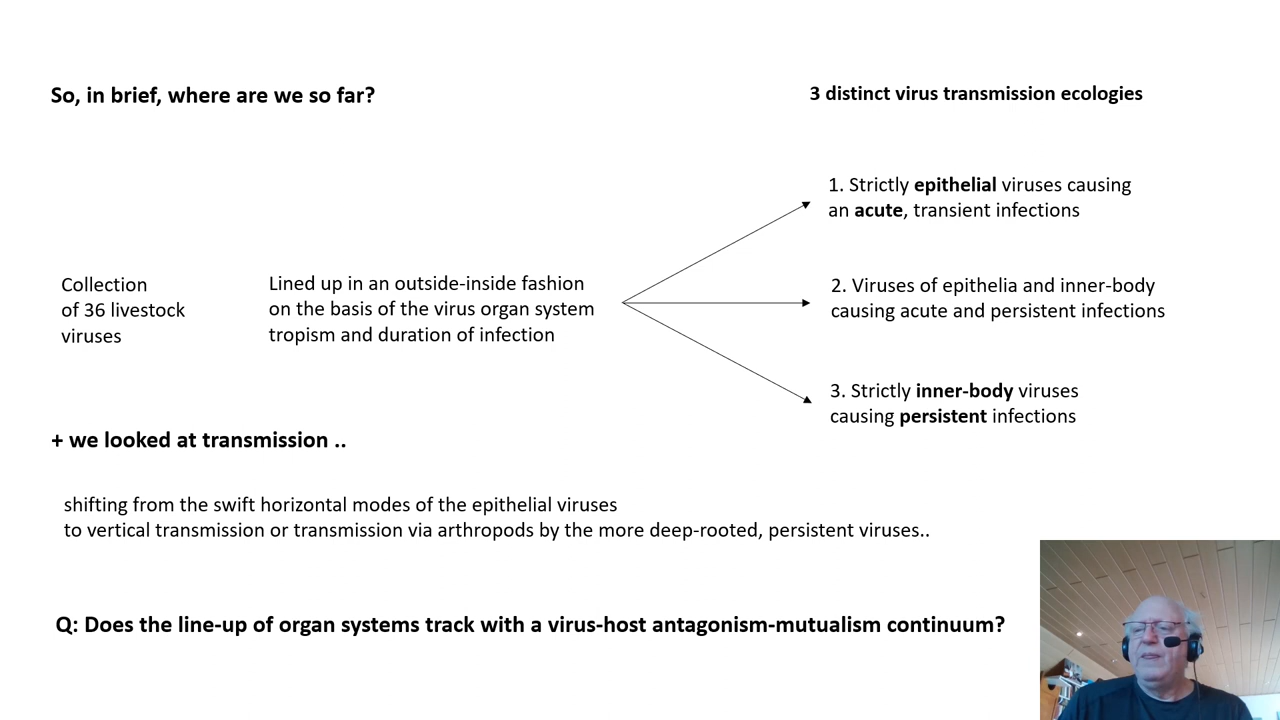 So, in brief, where are we so far?
3 distinct virus transmission ecologies
1. Strictly epithelial viruses causing
an acute, transient infections
Collection
of 36 livestock
viruses
Lined up in an outside-inside fashion
on the basis of the virus organ system
tropism and duration of infection
2. Viruses of epithelia and inner-body
causing acute and persistent infections
3. Strictly inner-body viruses
causing persistent infections
+ we looked at transmission ..
shifting from the swift horizontal modes of the epithelial viruses
to vertical transmission or transmission via arthropods by the more deep-rooted, persistent viruses..
Q: Does the line-up of organ systems track with a virus-host antagonism-mutualism continuum?